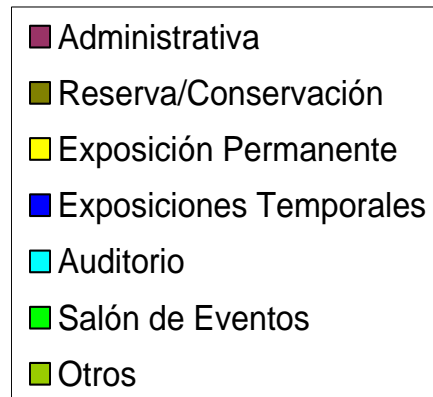 Administrativa
Reserva/Conservación
Exposición Permanente
Exposiciones Temporales
Auditorio
Salón de Eventos
Otros